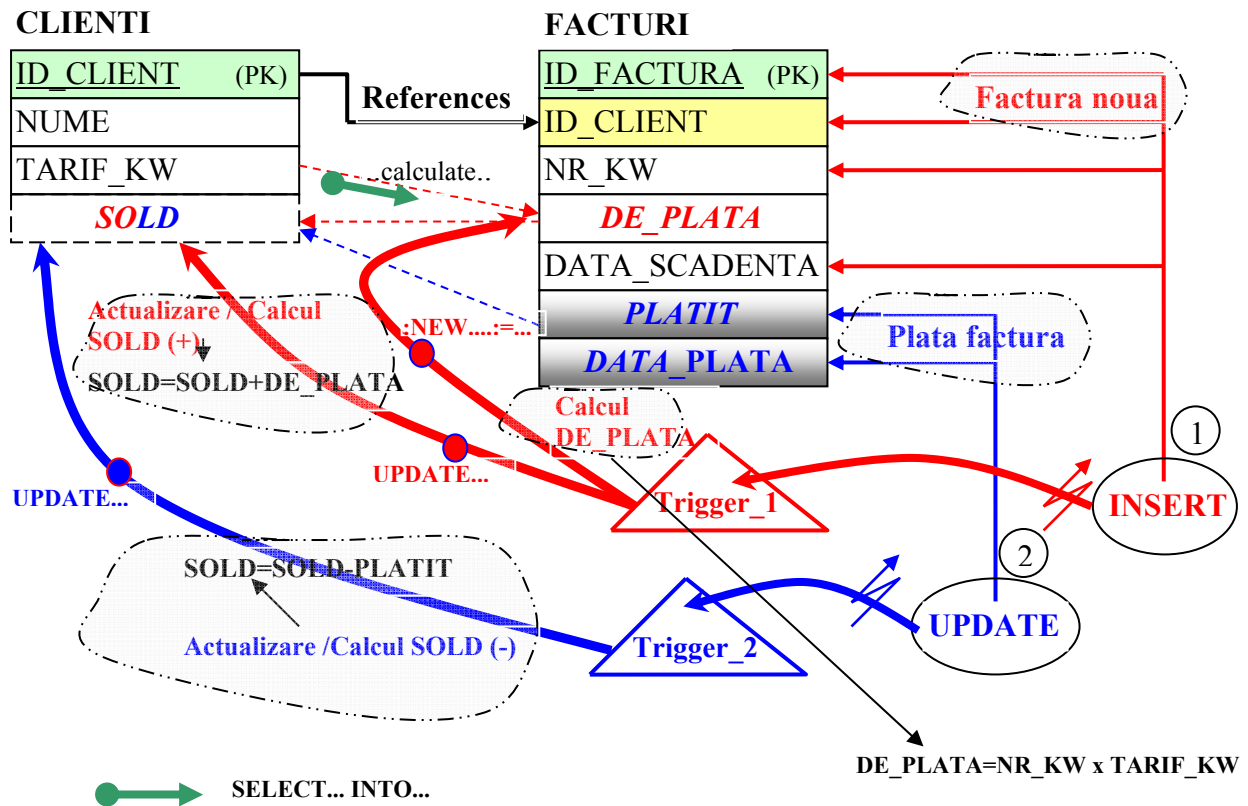 CLIENTI
ID_CLIENT (PK)
NUME
TARIF_KW
SOLD
References
..calculate..
FACTURI
ID_FACTURA (PK)
ID_CLIENT
NR_KW
DE_PLATA
DATA_SCADENTA
PLATIT
DATA_PLATA
Factura noua
Plata factura
Actualizare / Calcul
SOLD (+)
SOLD=SOLD+DE_PLATA
:NEW....:=...
Calcul
DE_PLATA
UPDATE...
UPDATE...
Trigger_1
1
INSERT
SOLD=SOLD-PLATIT
Actualizare /Calcul SOLD (-)
Trigger_2
2
UPDATE
DE_PLATA=NR_KW x TARIF_KW
SELECT... INTO...